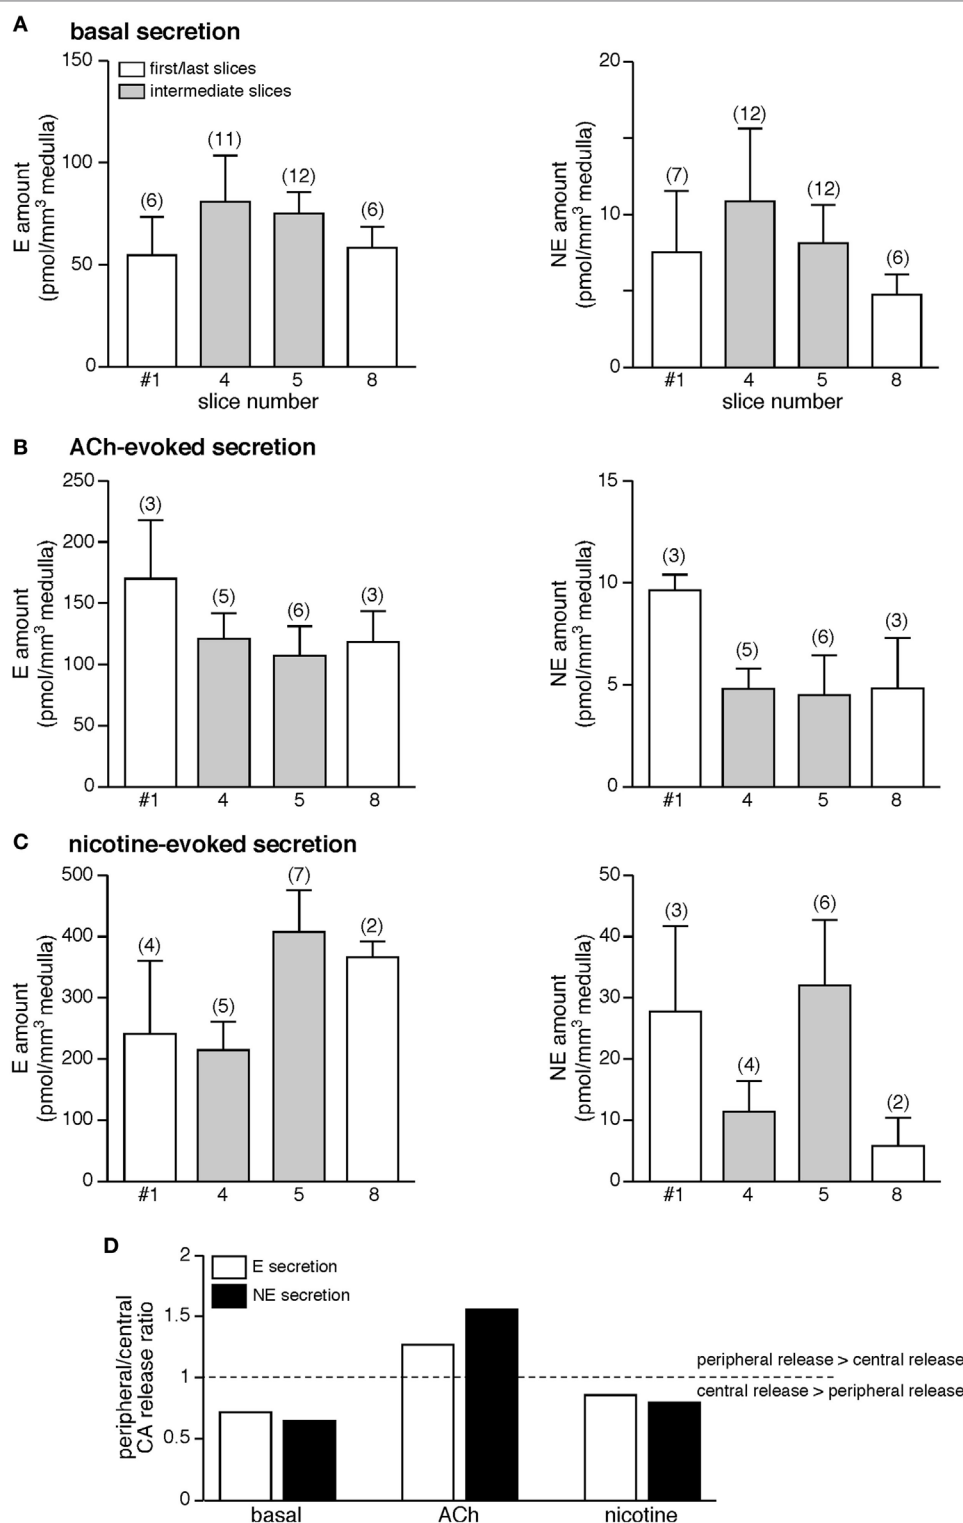 A basal secretion
150
100
50
0
E amount
(pmol/mm³ medulla)
first/last slices
intermediate slices
(6)
(11)
(12)
(6)
#1 4 5 8
slice number
20
10
0
NE amount
(pmol/mm³ medulla)
(7)
(12)
(12)
(6)
#1 4 5 8
slice number
B ACh-evoked secretion
250
200
150
100
50
0
E amount
(pmol/mm³ medulla)
(3)
(5)
(6)
(3)
#1 4 5 8
15
10
5
0
NE amount
(pmol/mm³ medulla)
(3)
(5)
(6)
(3)
#1 4 5 8
C nicotine-evoked secretion
500
400
300
200
100
0
E amount
(pmol/mm³ medulla)
(4)
(5)
(7)
(2)
#1 4 5 8
50
40
30
20
10
0
NE amount
(pmol/mm³ medulla)
(3)
(4)
(6)
(2)
#1 4 5 8
D
2
1.5
1
0.5
0
peripheral/central
CA release ratio
E secretion
NE secretion
peripheral release > central release
central release > peripheral release
basal ACh nicotine